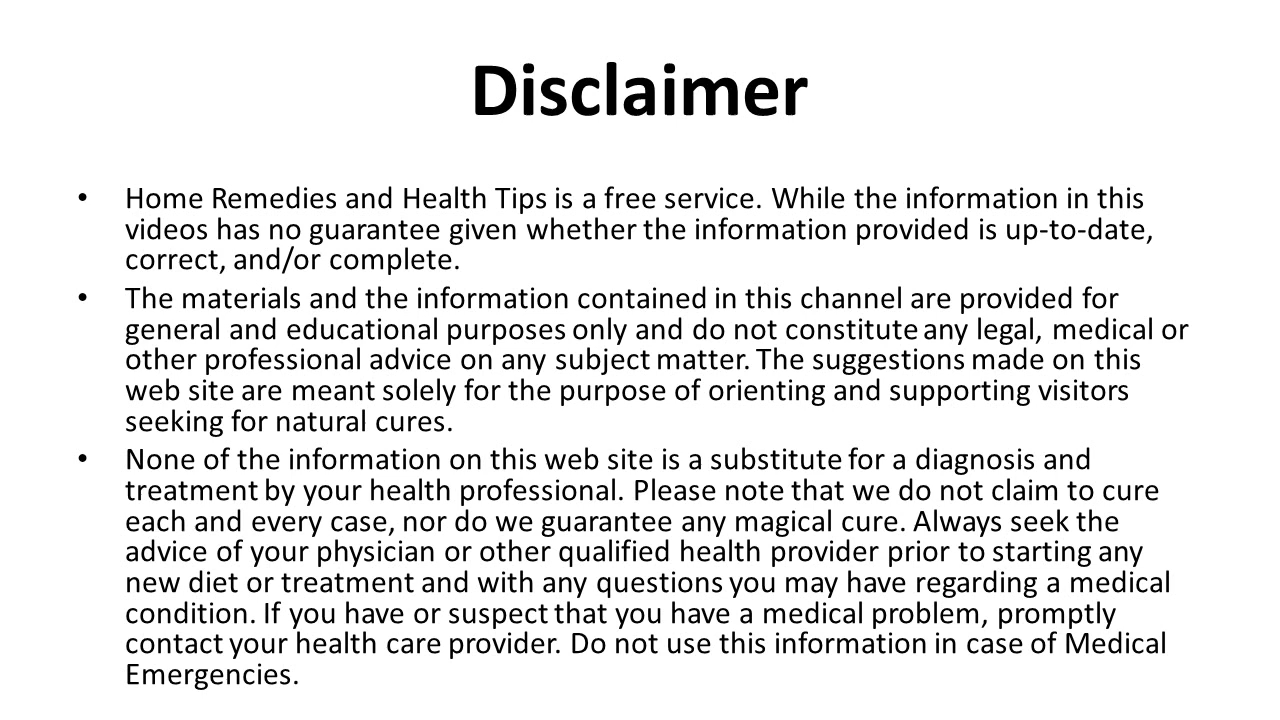 Disclaimer
• Home Remedies and Health Tips is a free service. While the information in this
videos has no guarantee given whether the information provided is up-to-date,
correct, and/or complete.
• The materials and the information contained in this channel are provided for
general and educational purposes only and do not constitute any legal, medical or
other professional advice on any subject matter. The suggestions made on this
web site are meant solely for the purpose of orienting and supporting visitors
seeking for natural cures.
• None of the information on this web site is a substitute for a diagnosis and
treatment by your health professional. Please note that we do not claim to cure
each and every case, nor do we guarantee any magical cure. Always seek the
advice of your physician or other qualified health provider prior to starting any
new diet or treatment and with any questions you may have regarding a medical
condition. If you have or suspect that you have a medical problem, promptly
contact your health care provider. Do not use this information in case of Medical
Emergencies.